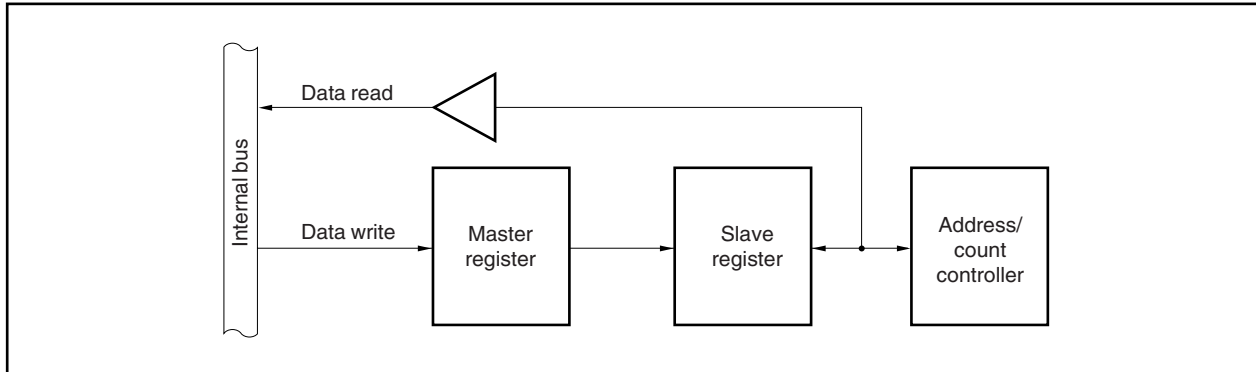 Data read
Internal bus
Data write
Master
register
Slave
register
Address/
count
controller